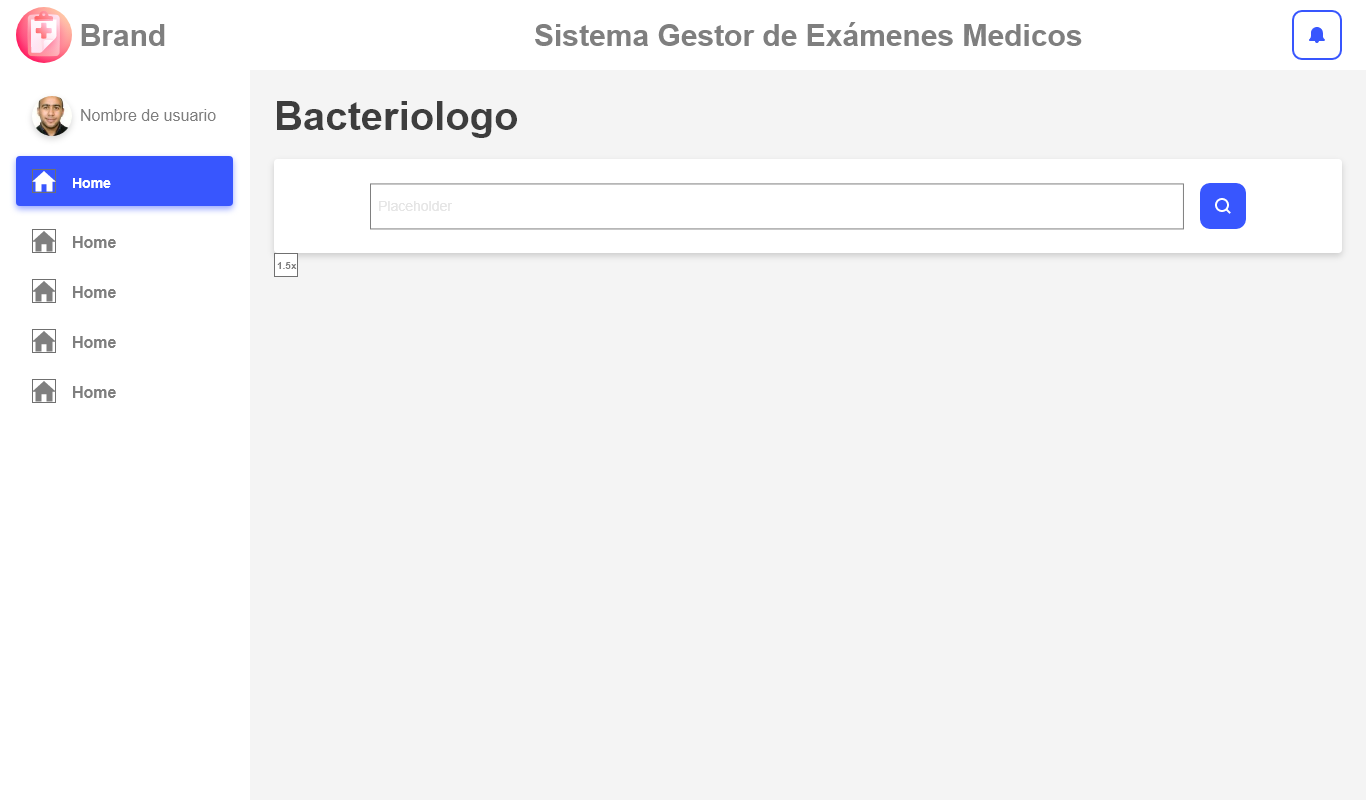 Brand
Sistema Gestor de Exámenes Medicos
Nombre de usuario
Home
Home
Home
Home
Home
Bacteriologo
Placeholder
1.5x